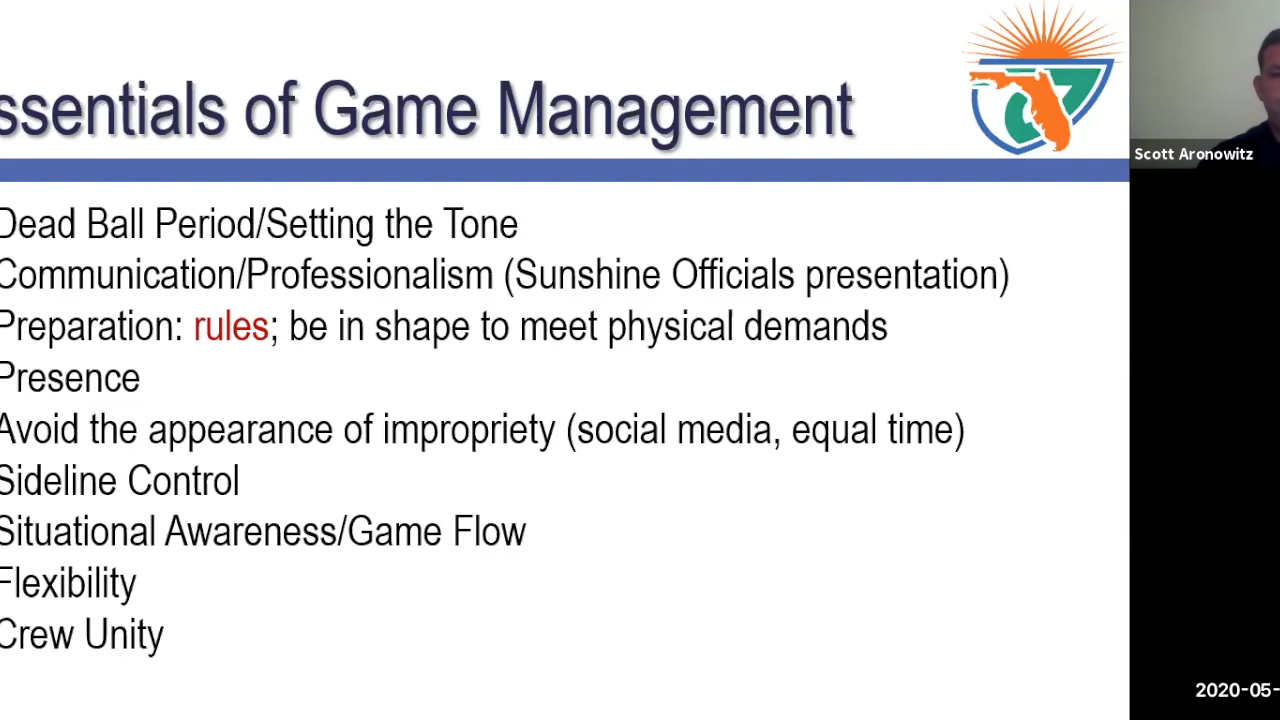 ssentials of Game Management
Dead Ball Period/Setting the Tone
Communication/Professionalism (Sunshine Officials presentation)
Preparation: rules; be in shape to meet physical demands
Presence
Avoid the appearance of impropriety (social media, equal time)
Sideline Control
Situational Awareness/Game Flow
Flexibility
Crew Unity
Scott Aronowitz
2020-05-